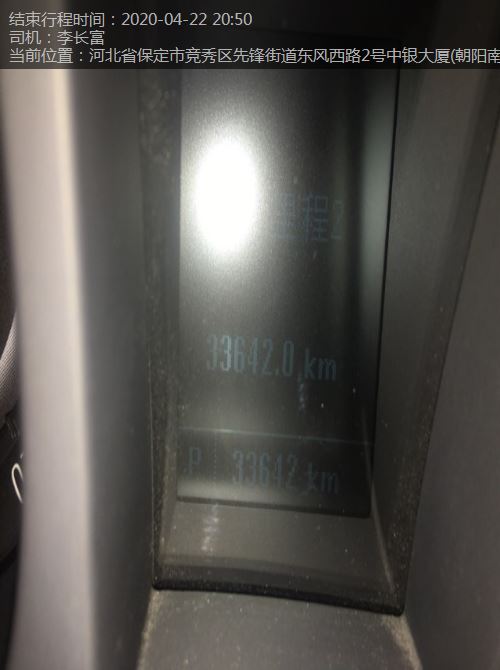 结束行程时间：2020-04-22 20:50
司机：李长富
当前位置：河北省保定市竞秀区先锋街道东风西路2号中银大厦(朝阳南
里程2
33642.0 km
P 33642 km